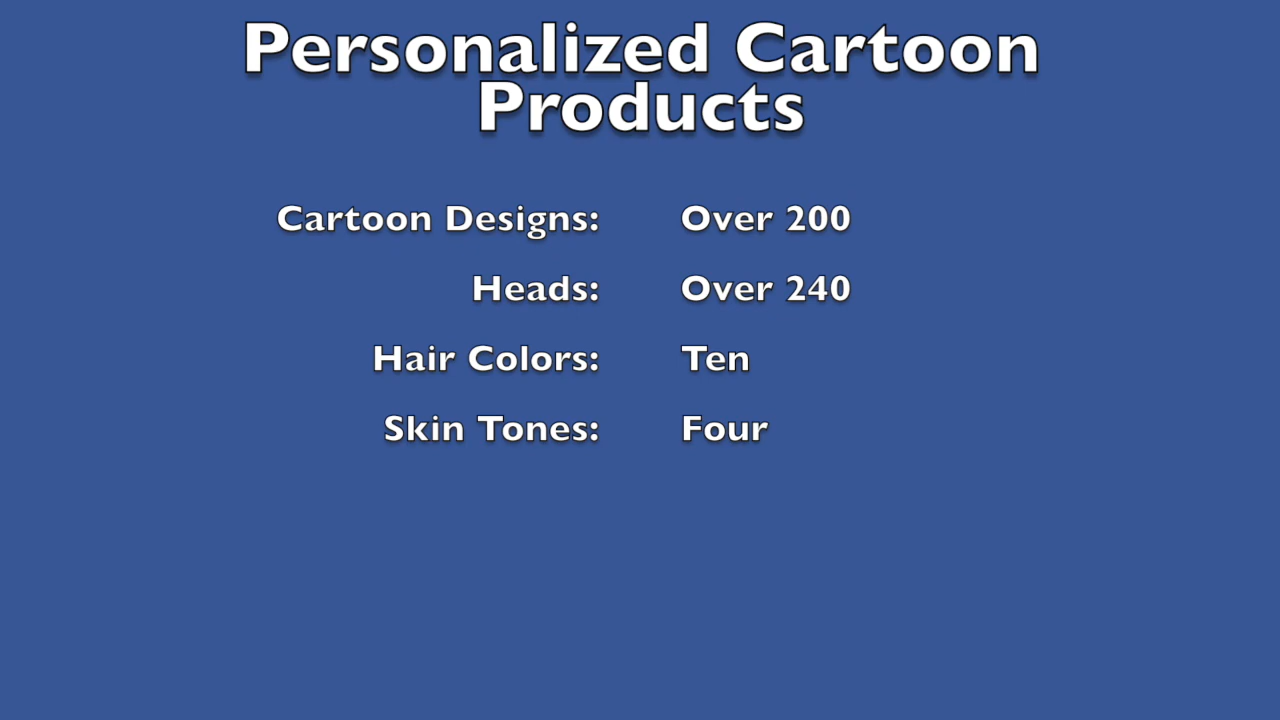 Personalized Cartoon
Products
Cartoon Designs: Over 200
Heads: Over 240
Hair Colors: Ten
Skin Tones: Four